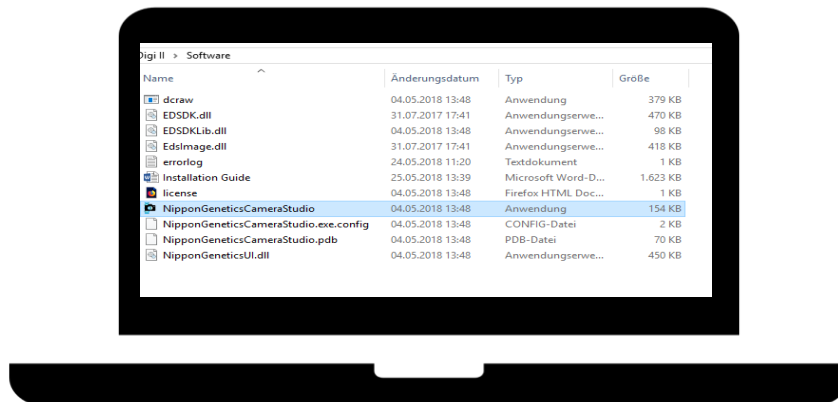 Digi II > Software
Name Änderungsdatum Typ Größe
dcraw 04.05.2018 13:48 Anwendung 379 KB
EDSDK.dll 31.07.2017 17:41 Anwendungserwe... 470 KB
EDSDKLib.dll 04.05.2018 13:48 Anwendungserwe... 98 KB
EdsImage.dll 31.07.2017 17:41 Anwendungserwe... 418 KB
errorlog 24.05.2018 11:20 Textdokument 1 KB
Installation Guide 25.05.2018 13:39 Microsoft Word-D... 1.623 KB
license 04.05.2018 13:48 Firefox HTML Doc... 1 KB
NipponGeneticsCameraStudio 04.05.2018 13:48 Anwendung 154 KB
NipponGeneticsCameraStudio.exe.config 04.05.2018 13:48 CONFIG-Datei 2 KB
NipponGeneticsCameraStudio.pdb 04.05.2018 13:48 PDB-Datei 70 KB
NipponGeneticsUI.dll 04.05.2018 13:48 Anwendungserwe... 450 KB